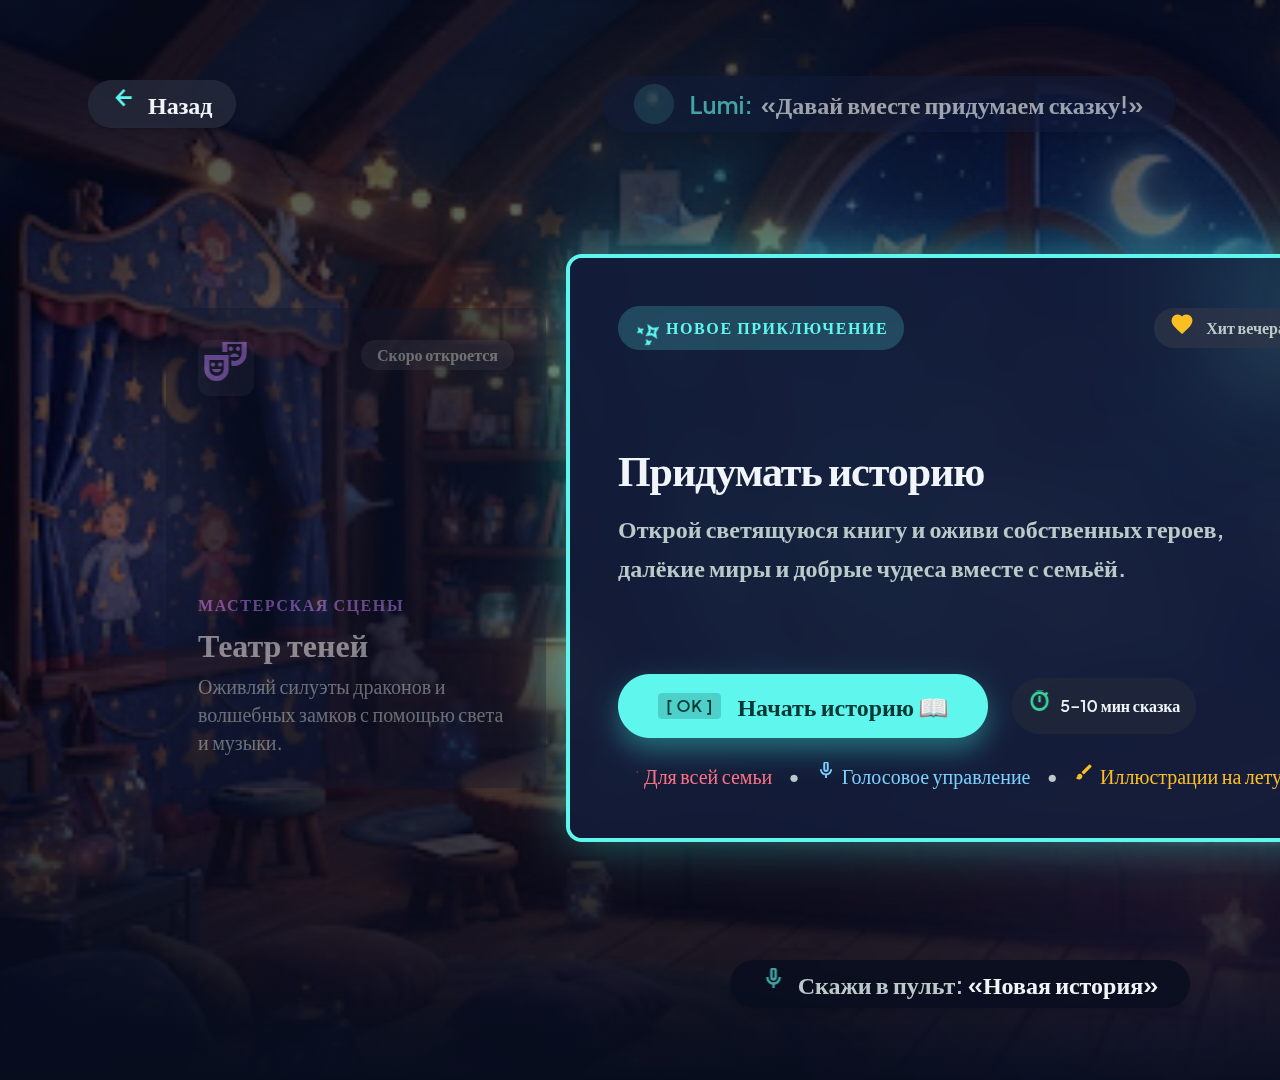 Назад
Lumi: «Давай вместе придумаем сказку!»
Скоро откроется
МАСТЕРСКАЯ СЦЕНЫ
Театр теней
Оживляй силуэты драконов и
волшебных замков с помощью света
и музыки.
НОВОЕ ПРИКЛЮЧЕНИЕ
Хит вечера
Придумать историю
Открой светящуюся книгу и оживи собственных героев,
далёкие миры и добрые чудеса вместе с семьёй.
[ OK ] Начать историю 📖
5–10 мин сказка
Для всей семьи • Голосовое управление • Иллюстрации на лету
Скажи в пульт: «Новая история»